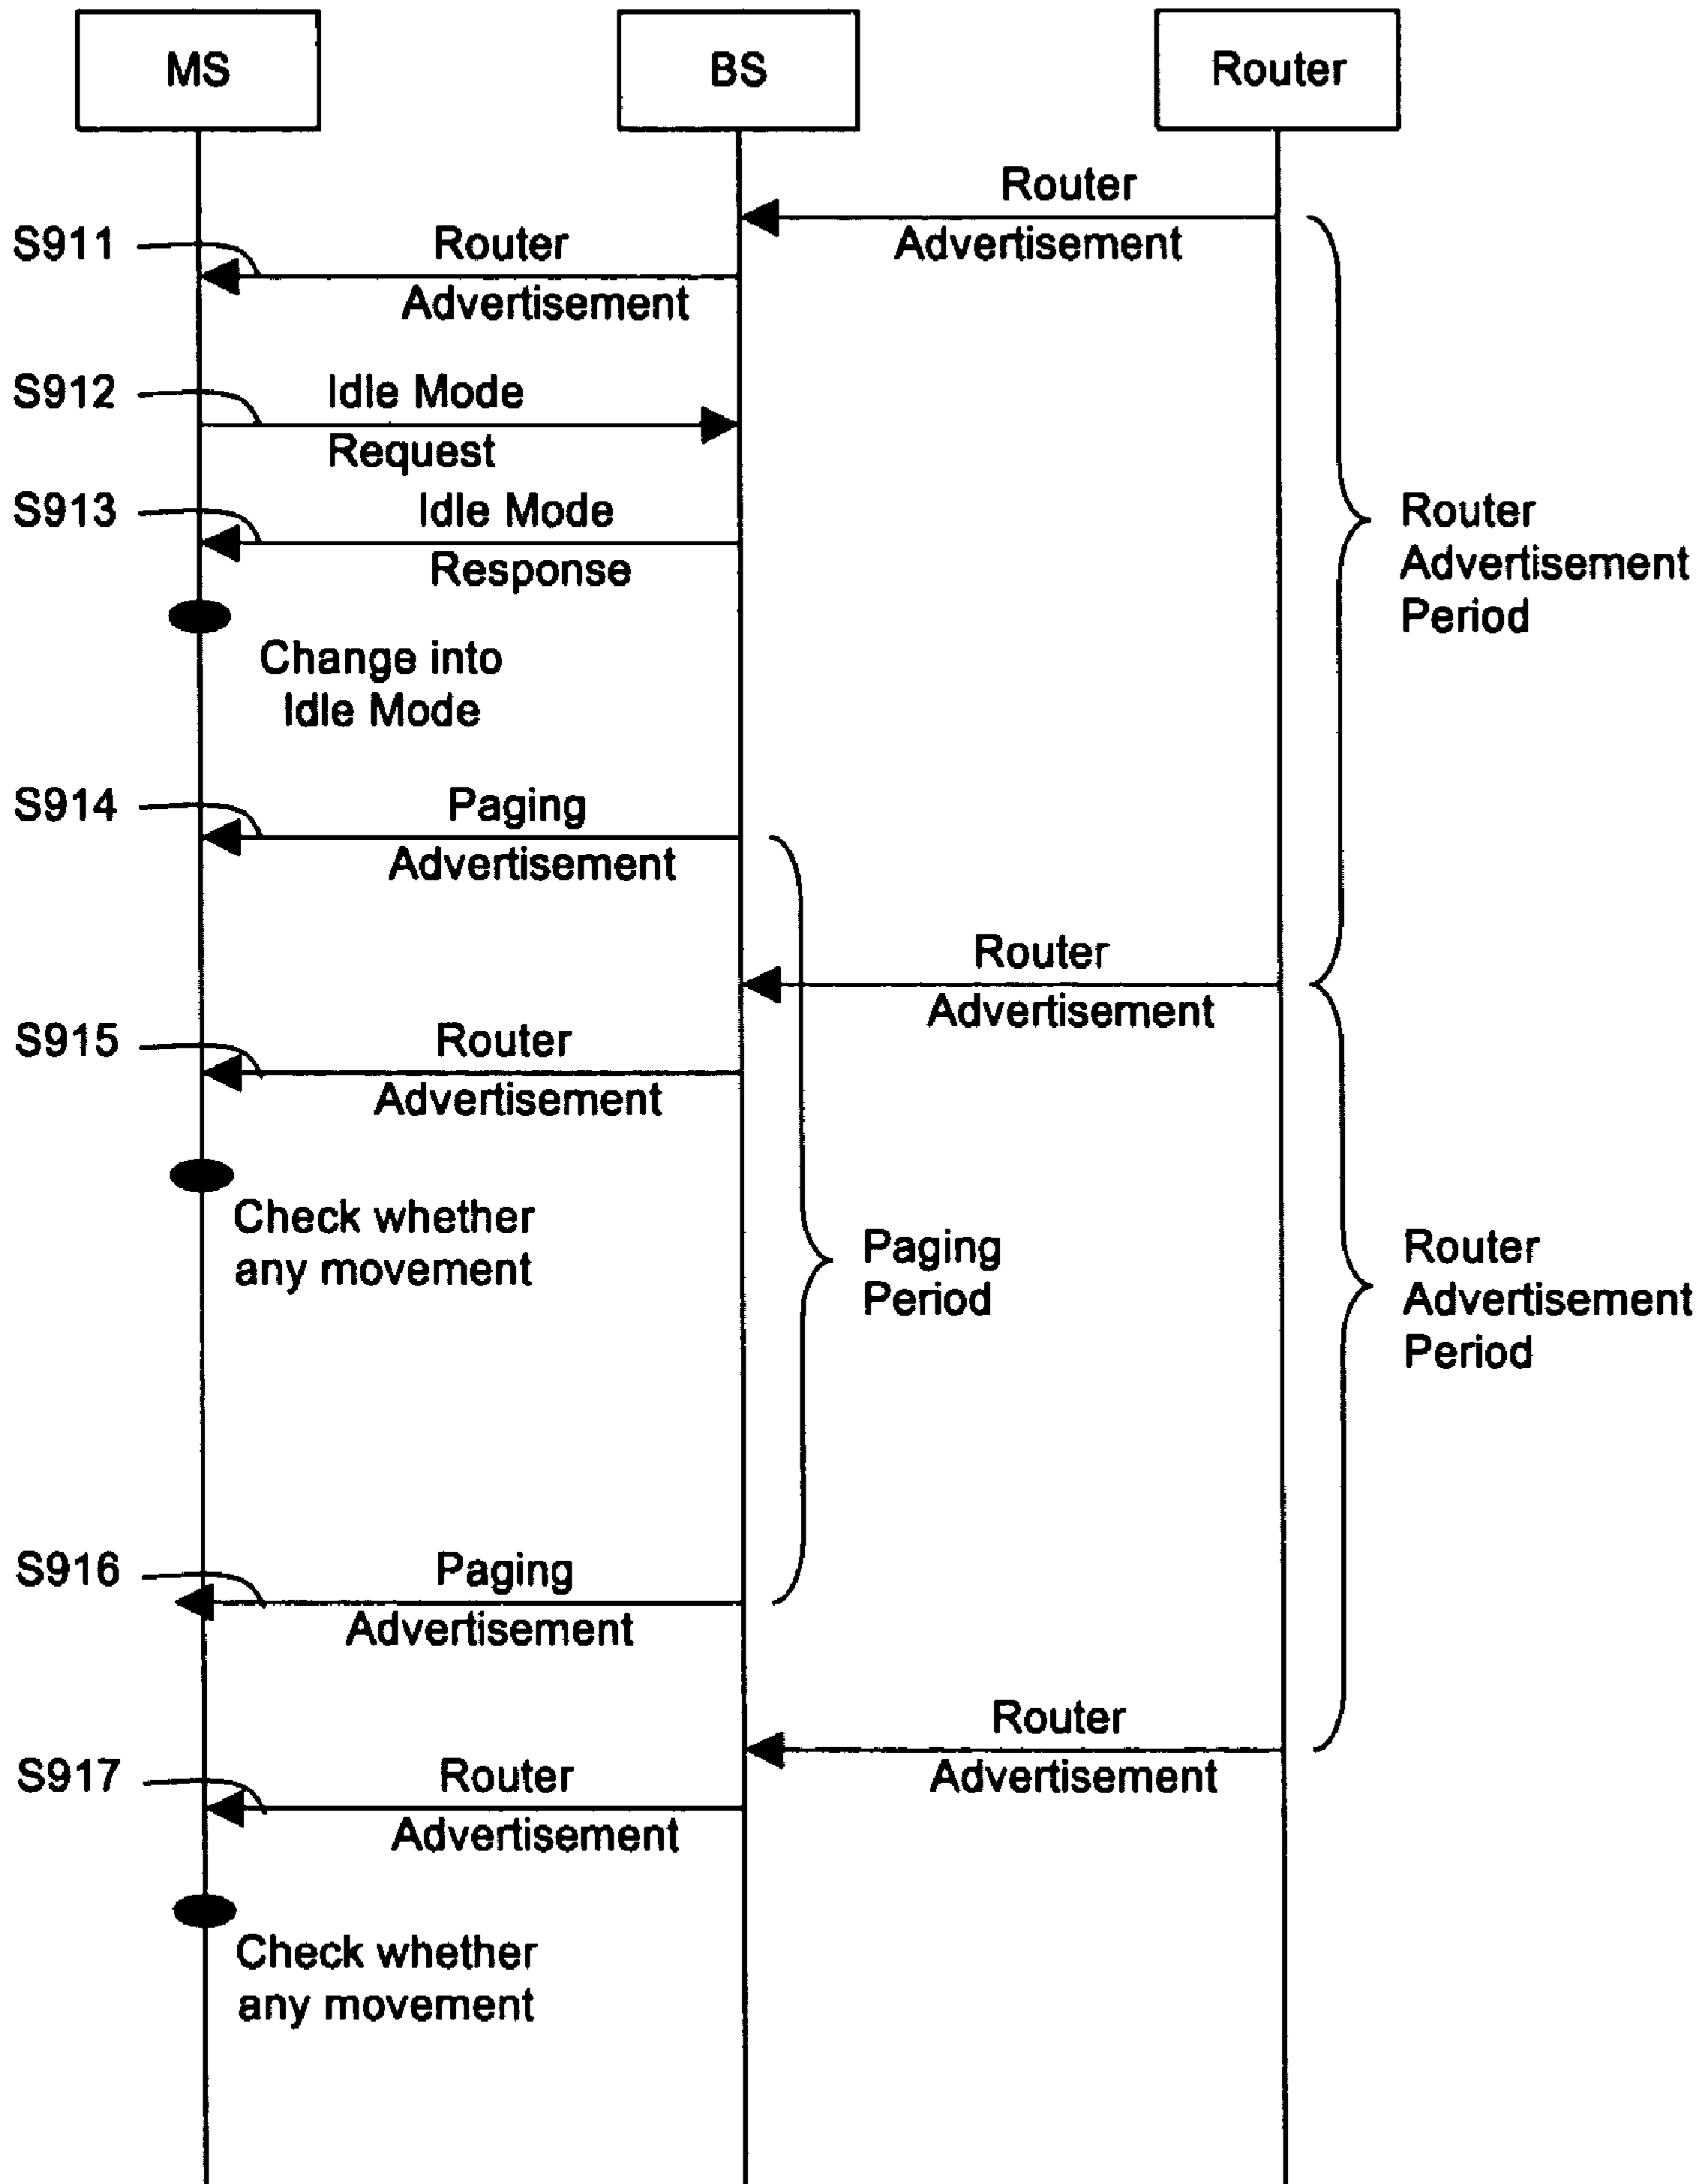 MS
BS
Router
Router
Advertisement
S911
Router
Advertisement
S912
Idle Mode
Request
S913
Idle Mode
Response
Router
Advertisement
Period
Change into
Idle Mode
S914
Paging
Advertisement
Router
Advertisement
S915
Router
Advertisement
Check whether
any movement
Paging
Period
Router
Advertisement
Period
S916
Paging
Advertisement
Router
Advertisement
S917
Router
Advertisement
Check whether
any movement